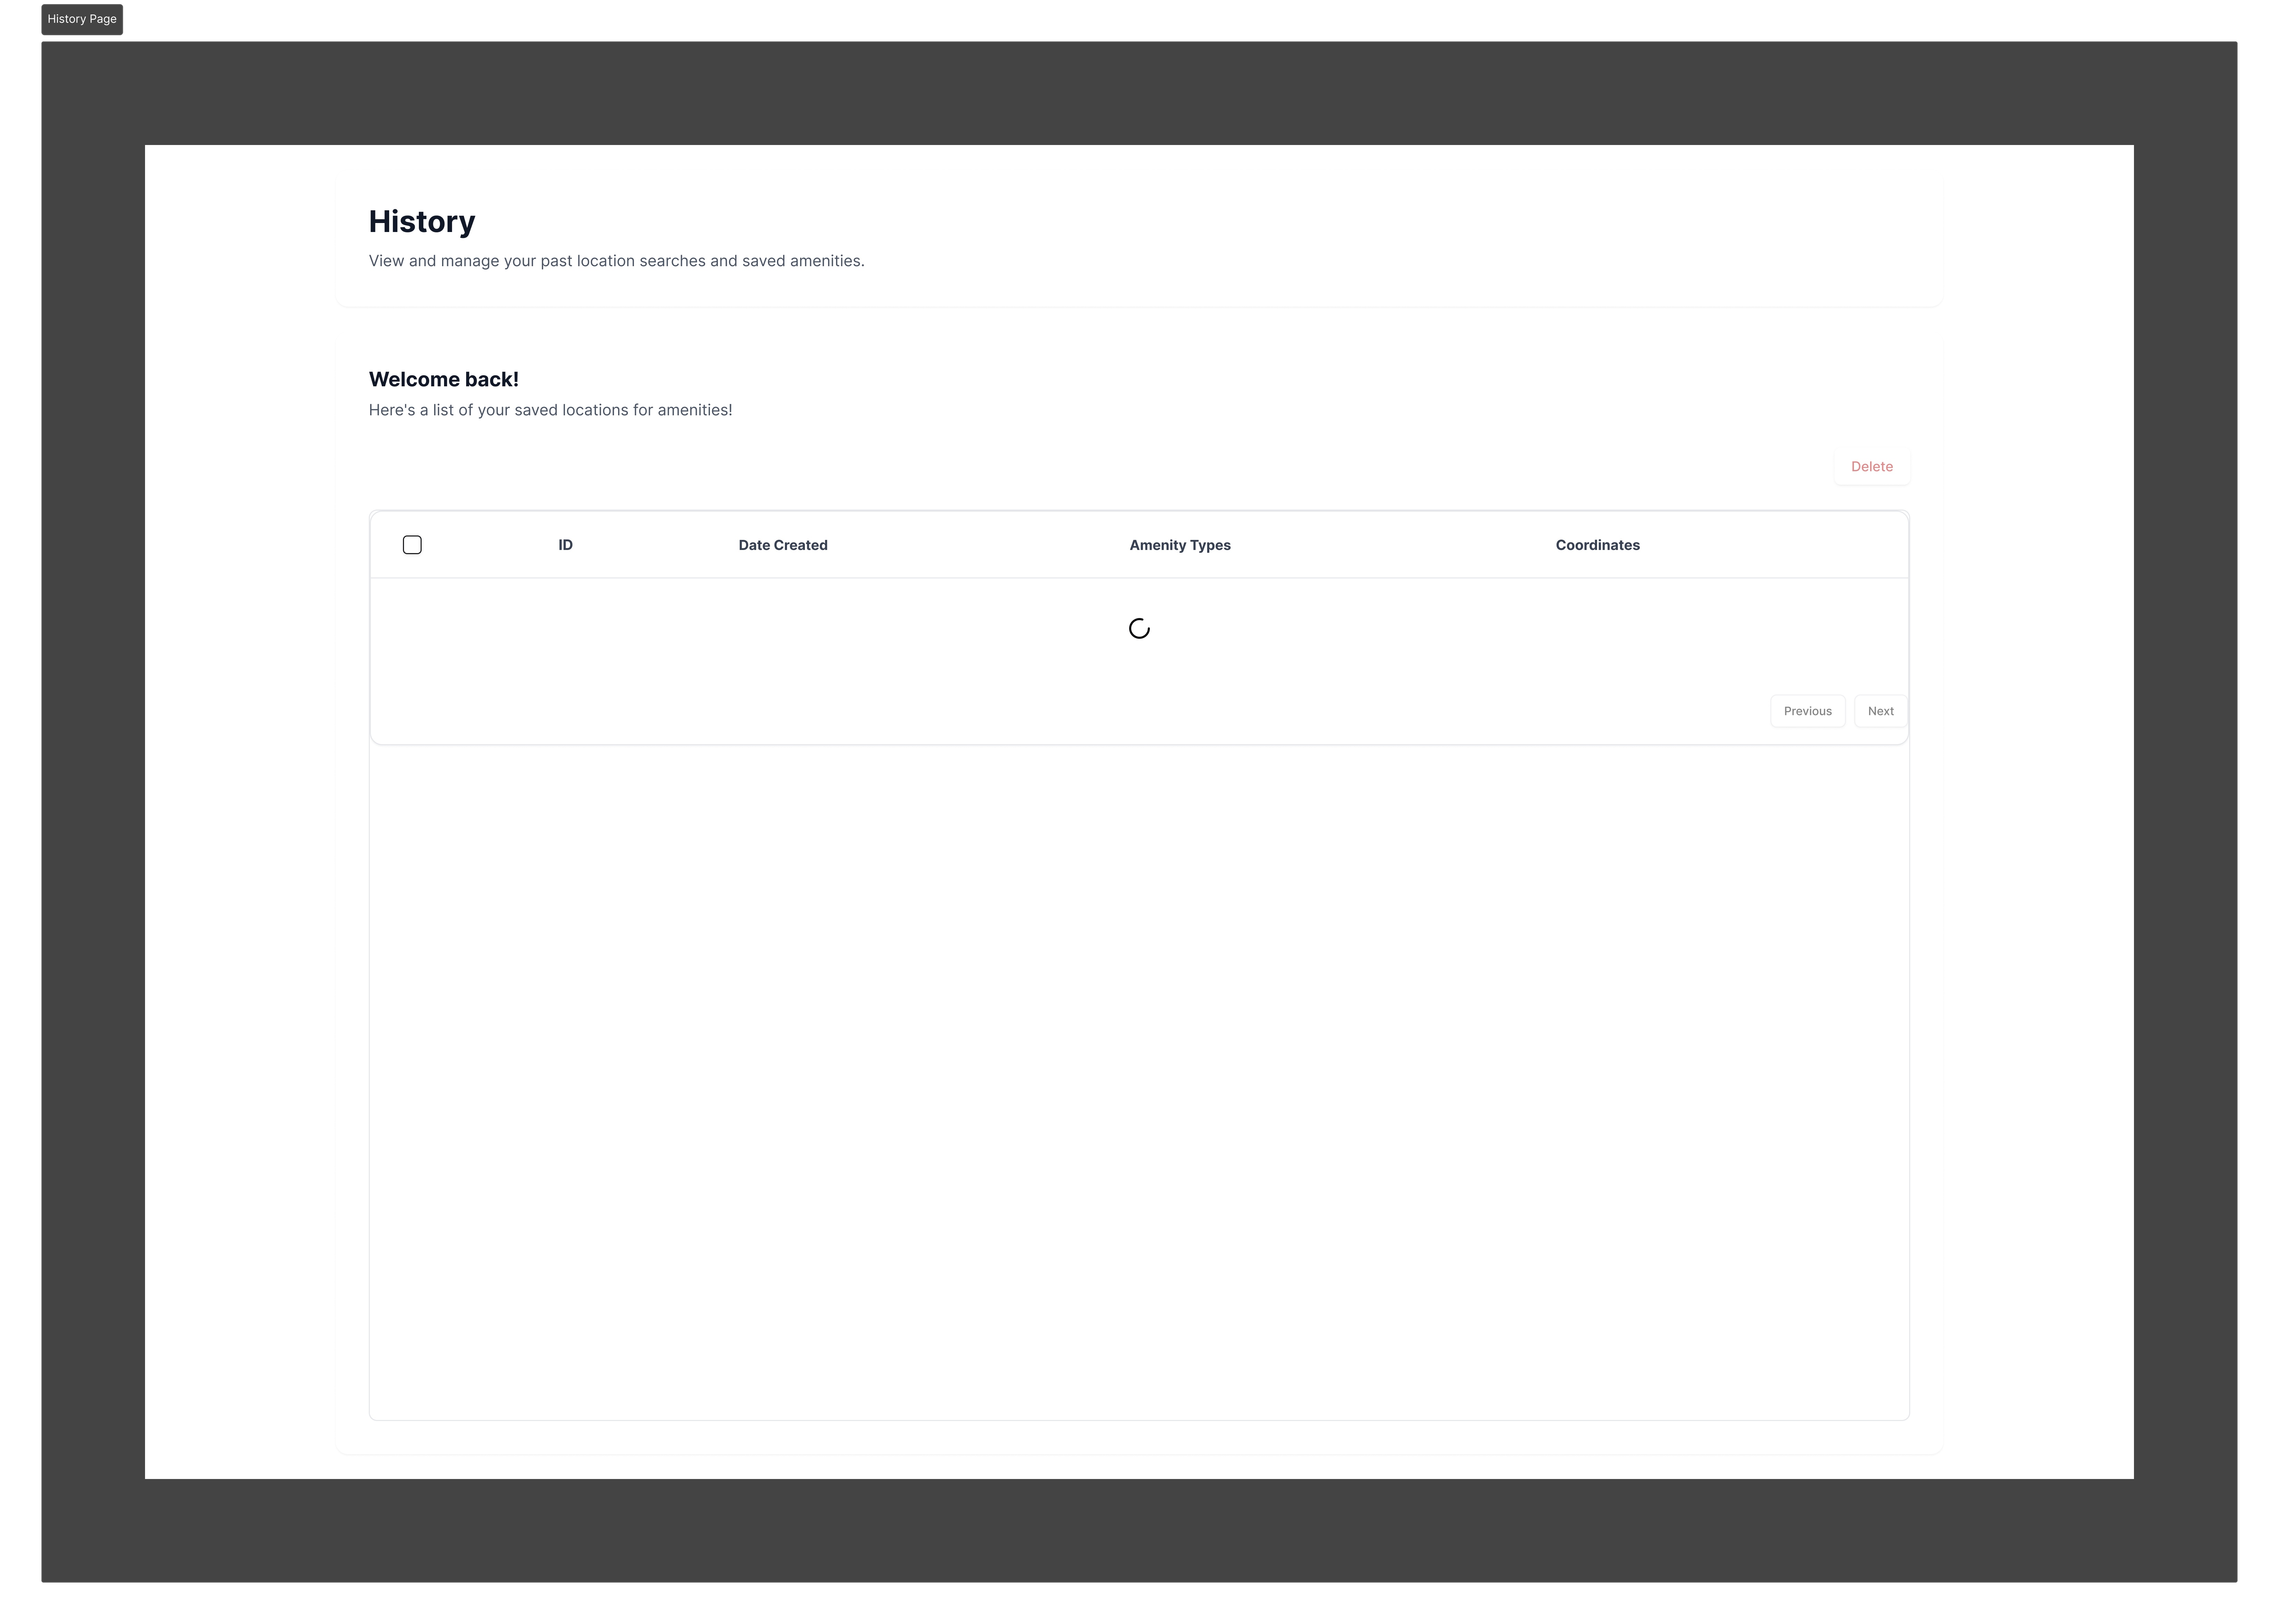 History Page
History
View and manage your past location searches and saved amenities.
Welcome back!
Here's a list of your saved locations for amenities!
Delete
ID Date Created Amenity Types Coordinates
Previous Next